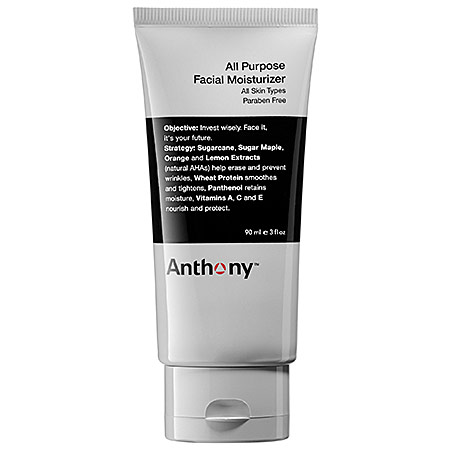 All Purpose
Facial Moisturizer
All Skin Types
Paraben Free
Objective: Invest wisely. Face it,
it's your future.
Strategy: Sugarcane, Sugar Maple,
Orange and Lemon Extracts
(natural AHAs) help erase and prevent
wrinkles, Wheat Protein smoothes
and tightens, Panthenol retains
moisture, Vitamins A, C and E
nourish and protect.
90 ml e 3 fl oz
Anthony™